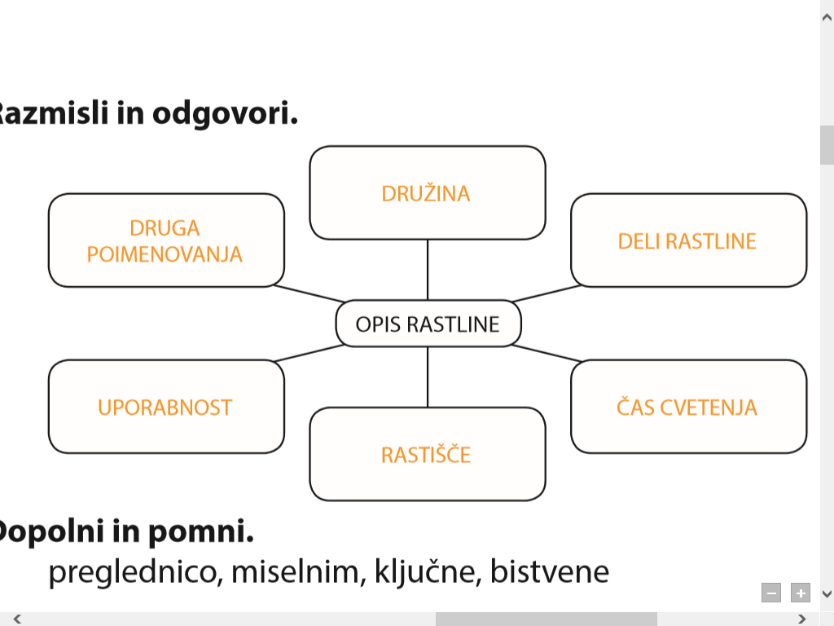 Razmisli in odgovori.
DRUŽINA
DRUGA
POIMENOVANJA
DELI RASTLINE
OPIS RASTLINE
UPORABNOST
ČAS CVETENJA
RASTIŠČE
Dopolni in pomni.
preglednico, miselnim, ključne, bistvene